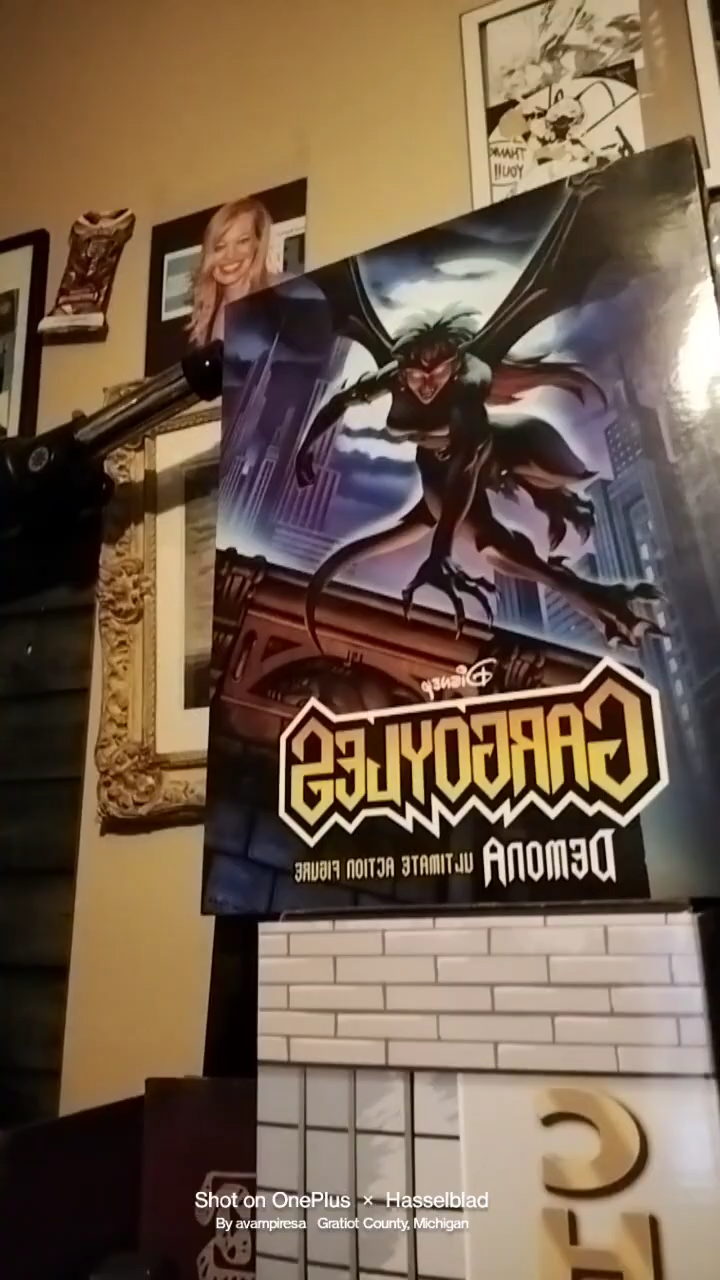 THANK
YOU!!
Disney
GARGOYLES
DEMONA ULTIMATE ACTION FIGURE
C
H
Shot on OnePlus × Hasselblad
By avampiresa Gratiot County, Michigan